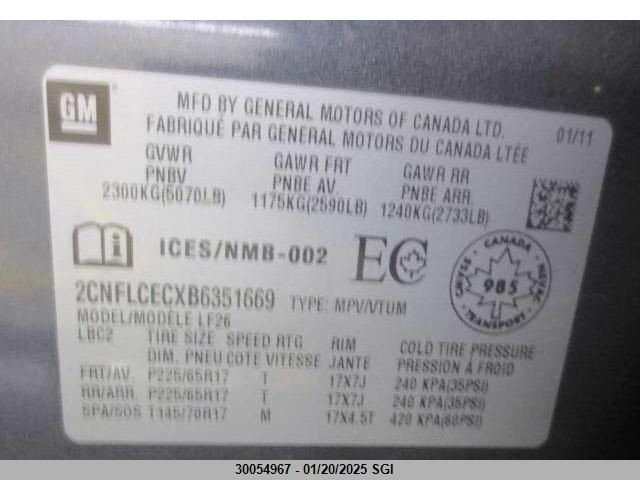 GM
MFD BY GENERAL MOTORS OF CANADA LTD.
FABRIQUÉ PAR GENERAL MOTORS DU CANADA LTÉE
01/11
GVWR GAWR FRT GAWR RR
PNBV PNBE AV. PNBE ARR.
2300KG(5070LB) 1175KG(2590LB) 1240KG(2733LB)
i ICES/NMB-002 EC
CANADA
985
TRANSPORT
2CNFLCECXB6351669 TYPE: MPV/VTUM
MODEL/MODÈLE LF26
LBC2 TIRE SIZE SPEED RTG RIM COLD TIRE PRESSURE
DIM. PNEU COTE VITESSE JANTE PRESSION À FROID
FRT/AV. P225/65R17 T 17X7J 240 KPA(35PSI)
RR/ARR. P225/65R17 T 17X7J 240 KPA(35PSI)
SPA/SOS T145/70R17 M 17X4.5T 420 KPA(60PSI)
30054967 - 01/20/2025 SGI